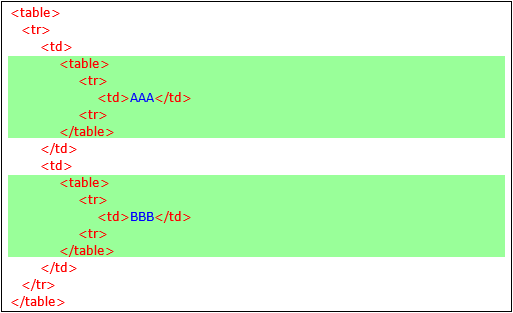 <table>
<tr>
<td>
<table>
<tr>
<td>AAA</td>
<tr>
</table>
</td>
<td>
<table>
<tr>
<td>BBB</td>
<tr>
</table>
</td>
</tr>
</table>